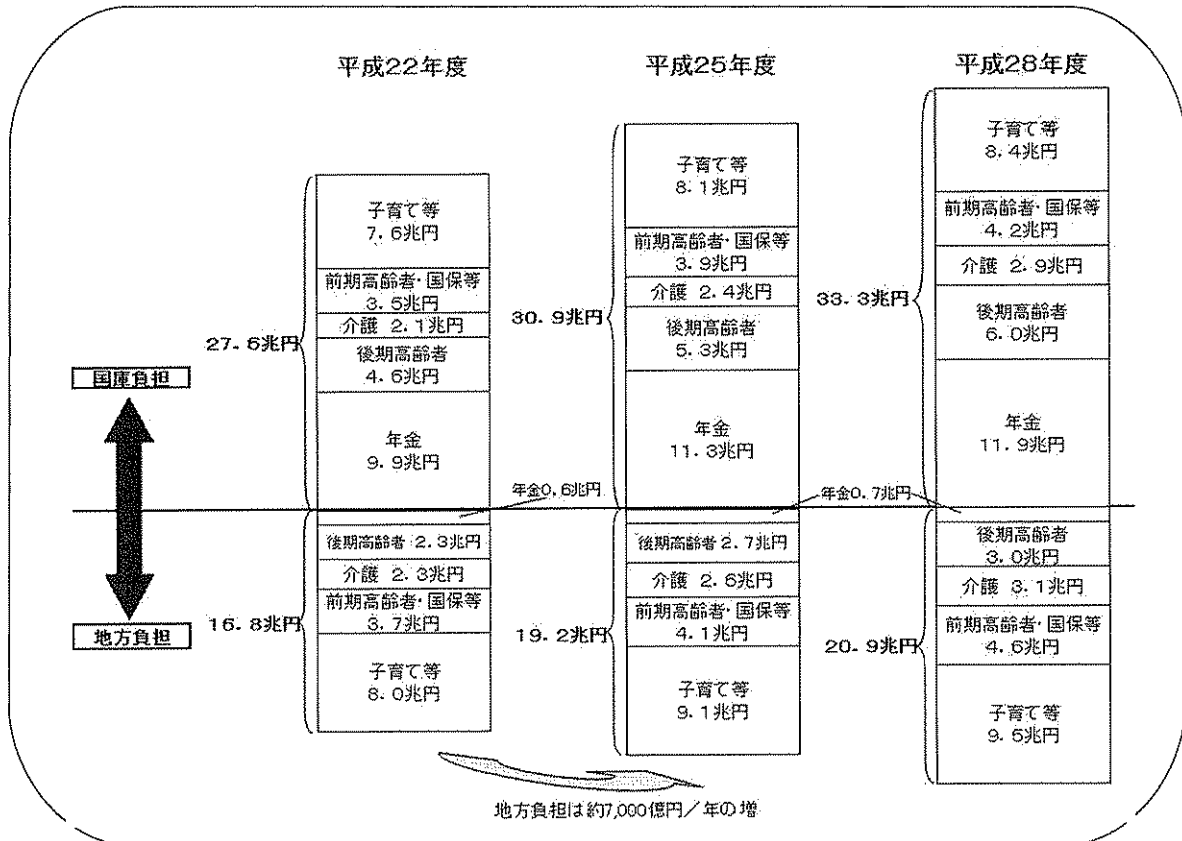 平成22年度
子育て等
7.6兆円
前期高齢者・国保等
3.5兆円
介護 2.1兆円
後期高齢者
4.6兆円
年金
9.9兆円
27.6兆円
年金0.6兆円
後期高齢者 2.3兆円
介護 2.3兆円
前期高齢者・国保等
3.7兆円
子育て等
8.0兆円
16.8兆円
平成25年度
子育て等
8.1兆円
前期高齢者・国保等
3.9兆円
介護 2.4兆円
後期高齢者
5.3兆円
年金
11.3兆円
30.9兆円
年金0.7兆円
後期高齢者 2.7兆円
介護 2.6兆円
前期高齢者・国保等
4.1兆円
子育て等
9.1兆円
19.2兆円
平成28年度
子育て等
8.4兆円
前期高齢者・国保等
4.2兆円
介護 2.9兆円
後期高齢者
6.0兆円
年金
11.9兆円
33.3兆円
後期高齢者
3.0兆円
介護 3.1兆円
前期高齢者・国保等
4.6兆円
子育て等
9.5兆円
20.9兆円
国庫負担
地方負担
地方負担は約7,000億円/年の増